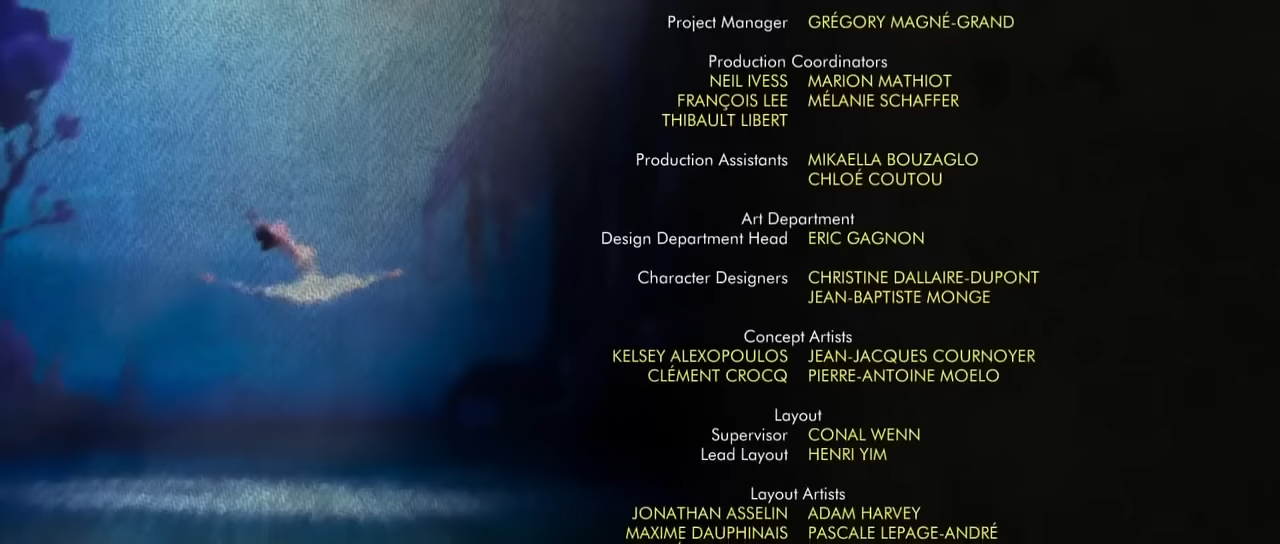 Project Manager GRÉGORY MAGNÉ-GRAND
Production Coordinators
NEIL IVESS MARION MATHIOT
FRANÇOIS LEE MÉLANIE SCHAFFER
THIBAULT LIBERT
Production Assistants MIKAELLA BOUZAGLO
CHLOÉ COUTOU
Art Department
Design Department Head ERIC GAGNON
Character Designers CHRISTINE DALLAIRE-DUPONT
JEAN-BAPTISTE MONGE
Concept Artists
KELSEY ALEXOPOULOS JEAN-JACQUES COURNOYER
CLÉMENT CROCQ PIERRE-ANTOINE MOELO
Layout
Supervisor CONAL WENN
Lead Layout HENRI YIM
Layout Artists
JONATHAN ASSELIN ADAM HARVEY
MAXIME DAUPHINAIS PASCALE LEPAGE-ANDRÉ